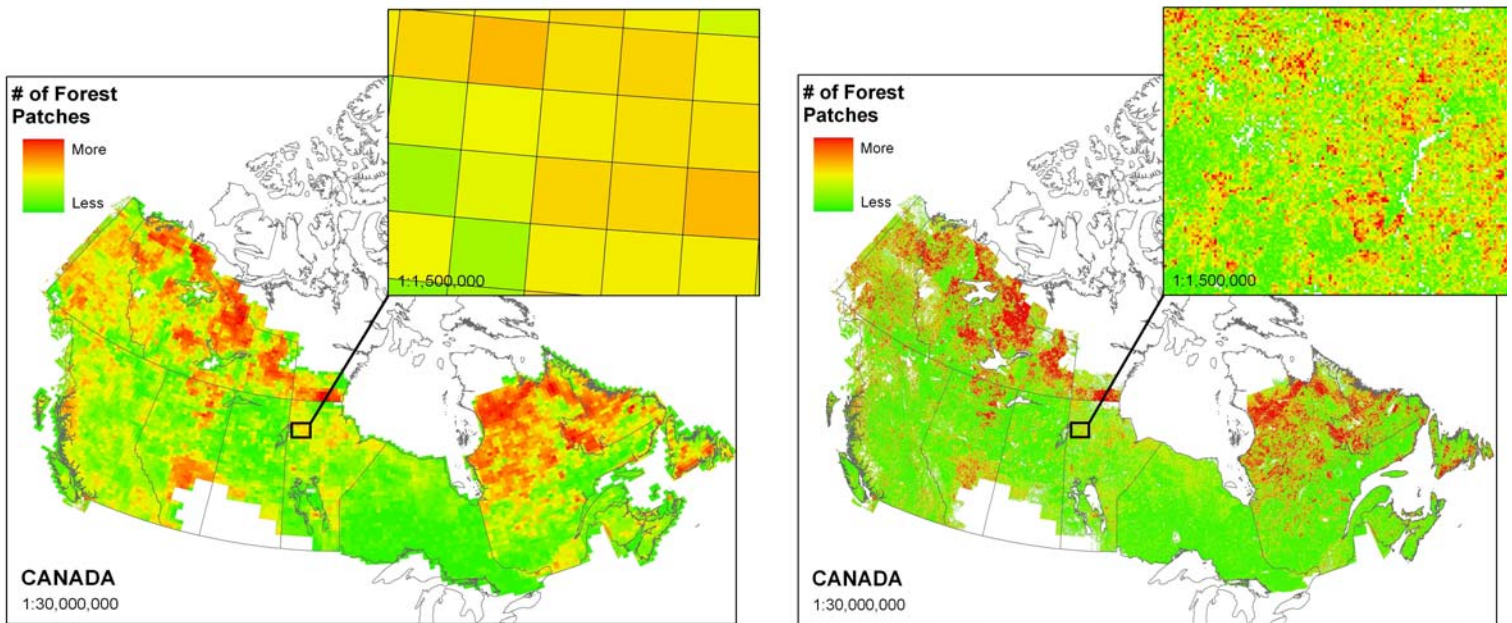 # of Forest
Patches
More
Less
1:1,500,000
CANADA
1:30,000,000
# of Forest
Patches
More
Less
1:1,500,000
CANADA
1:30,000,000